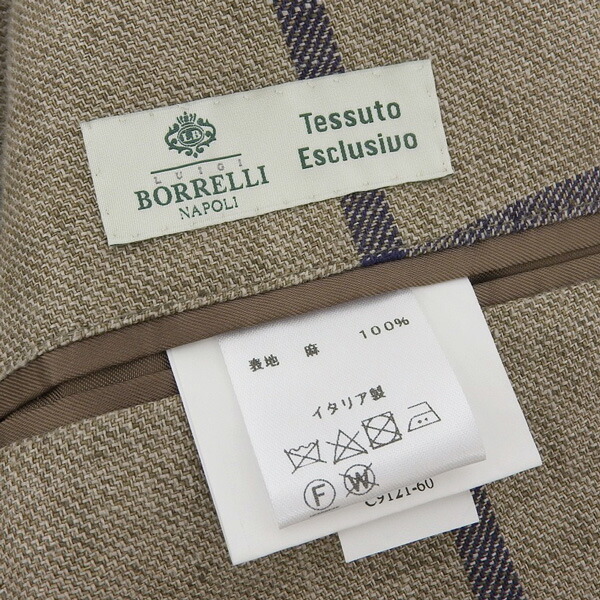 LB
LUIGI
BORRELLI
NAPOLI
Tessuto
Esclusivo
表地 麻 100%
イタリア製
F W
C9121-60